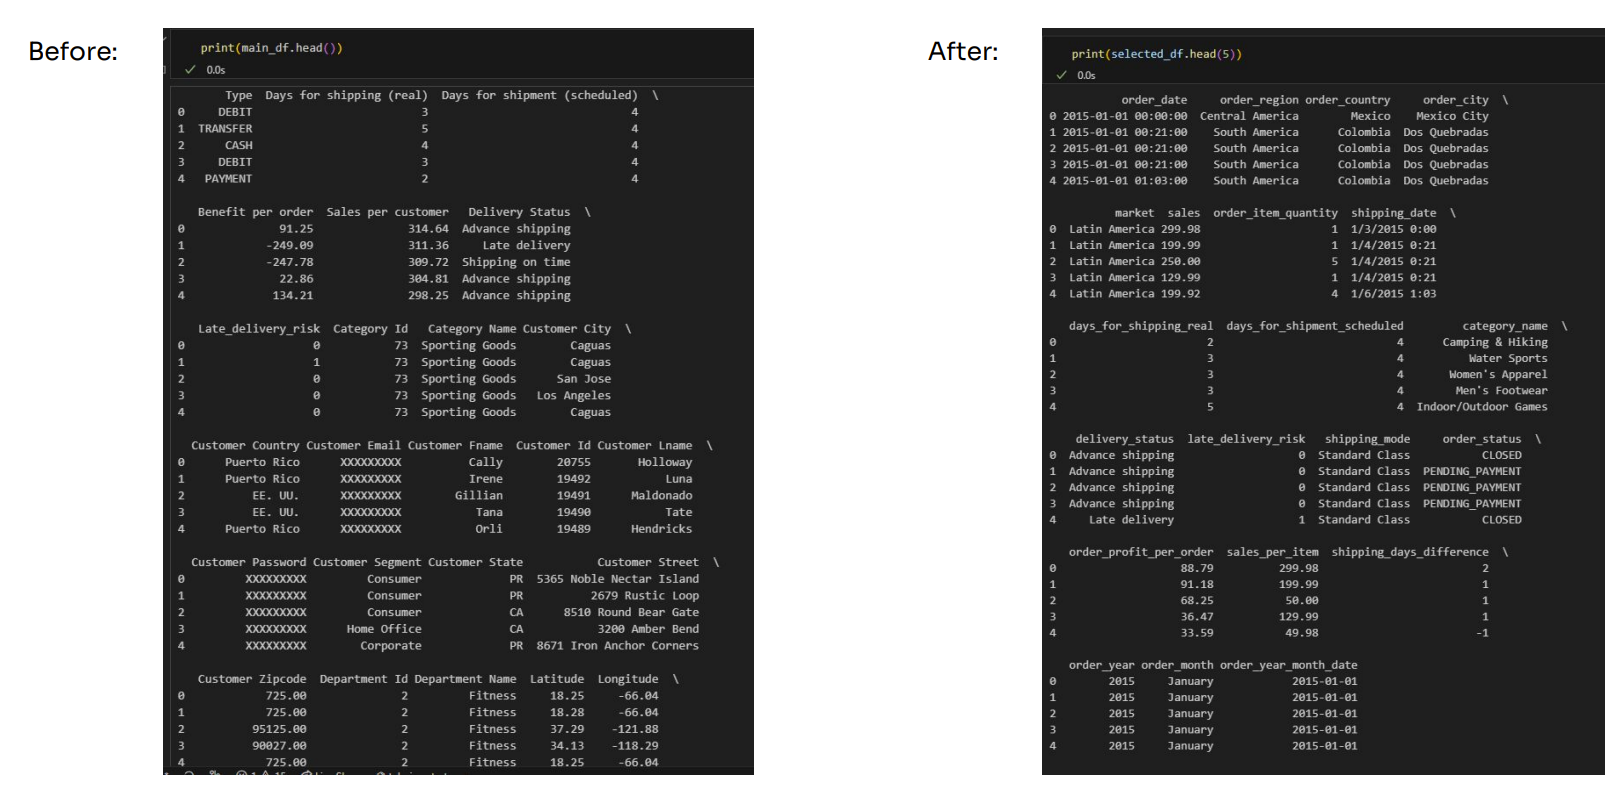 Before:
print(main_df.head())
0.0s
Type Days for shipping (real) Days for shipment (scheduled) \
0 DEBIT 3 4
1 TRANSFER 5 4
2 CASH 4 4
3 DEBIT 3 4
4 PAYMENT 2 4
Benefit per order Sales per customer Delivery Status \
0 91.25 314.64 Advance shipping
1 -249.09 311.36 Late delivery
2 -247.78 309.72 Shipping on time
3 22.86 304.81 Advance shipping
4 134.21 298.25 Advance shipping
Late_delivery_risk Category Id Category Name Customer City \
0 0 73 Sporting Goods Caguas
1 1 73 Sporting Goods Caguas
2 0 73 Sporting Goods San Jose
3 0 73 Sporting Goods Los Angeles
4 0 73 Sporting Goods Caguas
Customer Country Customer Email Customer Fname Customer Id Customer Lname \
0 Puerto Rico XXXXXXXXX Cally 20755 Holloway
1 Puerto Rico XXXXXXXXX Irene 19492 Luna
2 EE. UU. XXXXXXXXX Gillian 19491 Maldonado
3 EE. UU. XXXXXXXXX Tana 19490 Tate
4 Puerto Rico XXXXXXXXX Orli 19489 Hendricks
Customer Password Customer Segment Customer State Customer Street \
0 XXXXXXXXX Consumer PR 5365 Noble Nectar Island
1 XXXXXXXXX Consumer PR 2679 Rustic Loop
2 XXXXXXXXX Consumer CA 8510 Round Bear Gate
3 XXXXXXXXX Home Office CA 3200 Amber Bend
4 XXXXXXXXX Corporate PR 8671 Iron Anchor Corners
Customer Zipcode Department Id Department Name Latitude Longitude \
0 725.00 2 Fitness 18.25 -66.04
1 725.00 2 Fitness 18.28 -66.04
2 95125.00 2 Fitness 37.29 -121.88
3 90027.00 2 Fitness 34.13 -118.29
4 725.00 2 Fitness 18.25 -66.04
After:
print(selected_df.head(5))
0.0s
order_date order_region order_country order_city \
0 2015-01-01 00:00:00 Central America Mexico Mexico City
1 2015-01-01 00:21:00 South America Colombia Dos Quebradas
2 2015-01-01 00:21:00 South America Colombia Dos Quebradas
3 2015-01-01 00:21:00 South America Colombia Dos Quebradas
4 2015-01-01 01:03:00 South America Colombia Dos Quebradas
market sales order_item_quantity shipping_date \
0 Latin America 299.98 1 1/3/2015 0:00
1 Latin America 199.99 1 1/4/2015 0:21
2 Latin America 250.00 5 1/4/2015 0:21
3 Latin America 129.99 1 1/4/2015 0:21
4 Latin America 199.92 4 1/6/2015 1:03
days_for_shipping_real days_for_shipment_scheduled category_name \
0 2 4 Camping & Hiking
1 3 4 Water Sports
2 3 4 Women's Apparel
3 3 4 Men's Footwear
4 5 4 Indoor/Outdoor Games
delivery_status late_delivery_risk shipping_mode order_status \
0 Advance shipping 0 Standard Class CLOSED
1 Advance shipping 0 Standard Class PENDING_PAYMENT
2 Advance shipping 0 Standard Class PENDING_PAYMENT
3 Advance shipping 0 Standard Class PENDING_PAYMENT
4 Late delivery 1 Standard Class CLOSED
order_profit_per_order sales_per_item shipping_days_difference \
0 88.79 299.98 2
1 91.18 199.99 1
2 68.25 50.00 1
3 36.47 129.99 1
4 33.59 49.98 -1
order_year order_month order_year_month_date
0 2015 January 2015-01-01
1 2015 January 2015-01-01
2 2015 January 2015-01-01
3 2015 January 2015-01-01
4 2015 January 2015-01-01